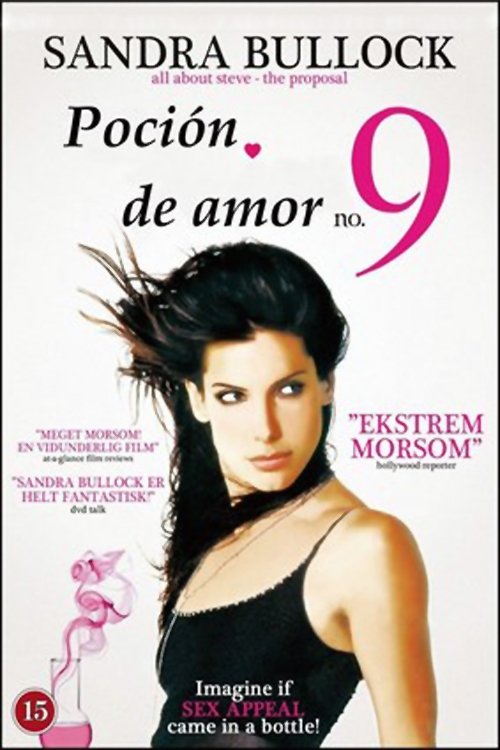 SANDRA BULLOCK
all about steve - the proposal
Poción
de amor no. 9
"MEGET MORSOM!
EN VIDUNDERLIG FILM"
at-a-glance film reviews
"SANDRA BULLOCK ER
HELT FANTASTISK!"
dvd talk
"EKSTREM
MORSOM"
hollywood reporter
Imagine if
SEX APPEAL
came in a bottle!
15